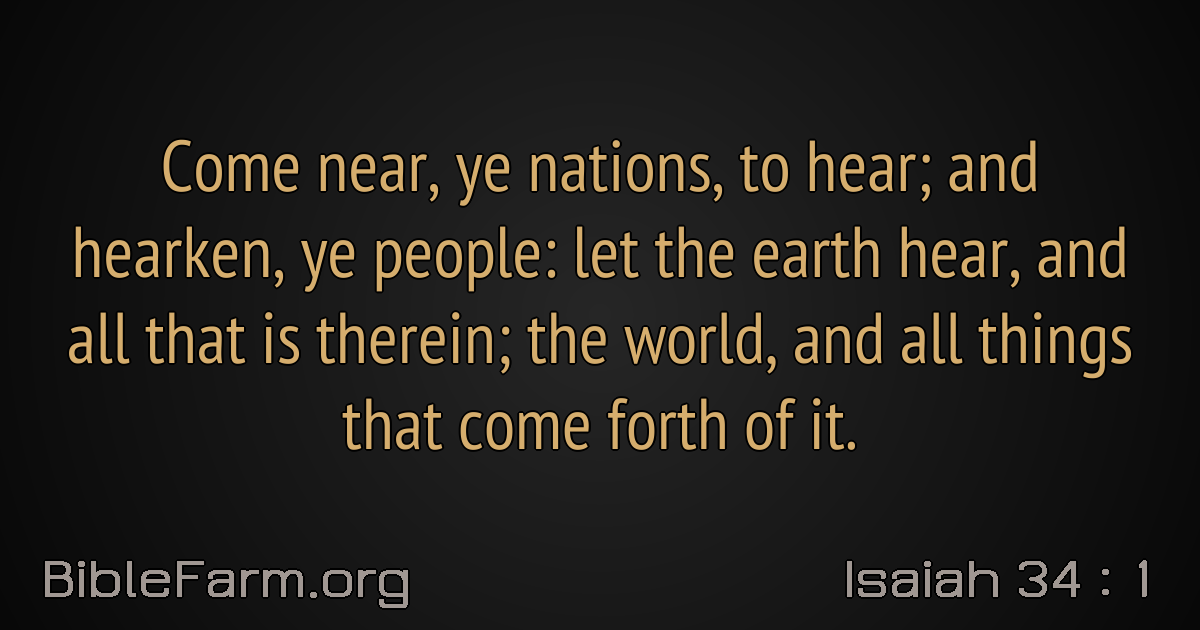 Come near, ye nations, to hear; and
hearken, ye people: let the earth hear, and
all that is therein; the world, and all things
that come forth of it.
BibleFarm.org
Isaiah 34 : 1